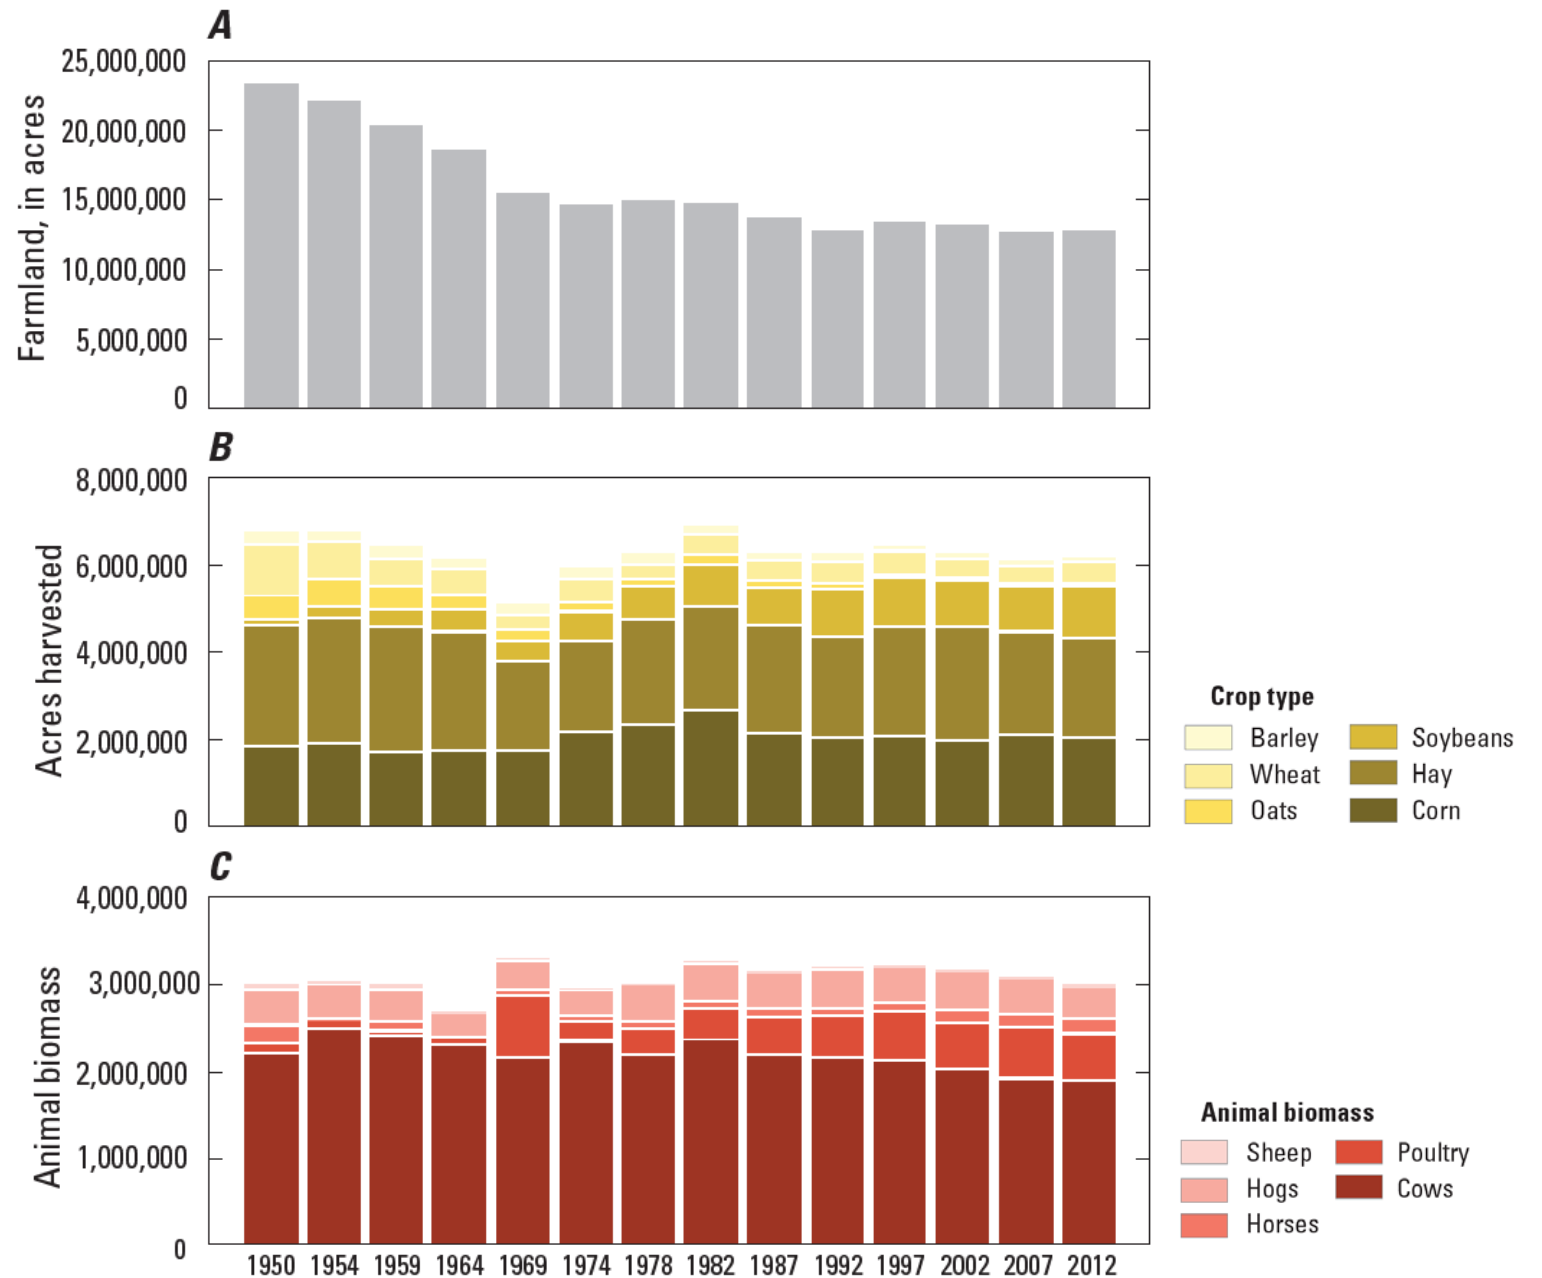 A
25,000,000
20,000,000
15,000,000
10,000,000
5,000,000
0
Farmland, in acres
B
8,000,000
6,000,000
4,000,000
2,000,000
0
Acres harvested
Crop type
Barley
Wheat
Oats
Soybeans
Hay
Corn
C
4,000,000
3,000,000
2,000,000
1,000,000
0
Animal biomass
Animal biomass
Sheep
Hogs
Horses
Poultry
Cows
1950 1954 1959 1964 1969 1974 1978 1982 1987 1992 1997 2002 2007 2012